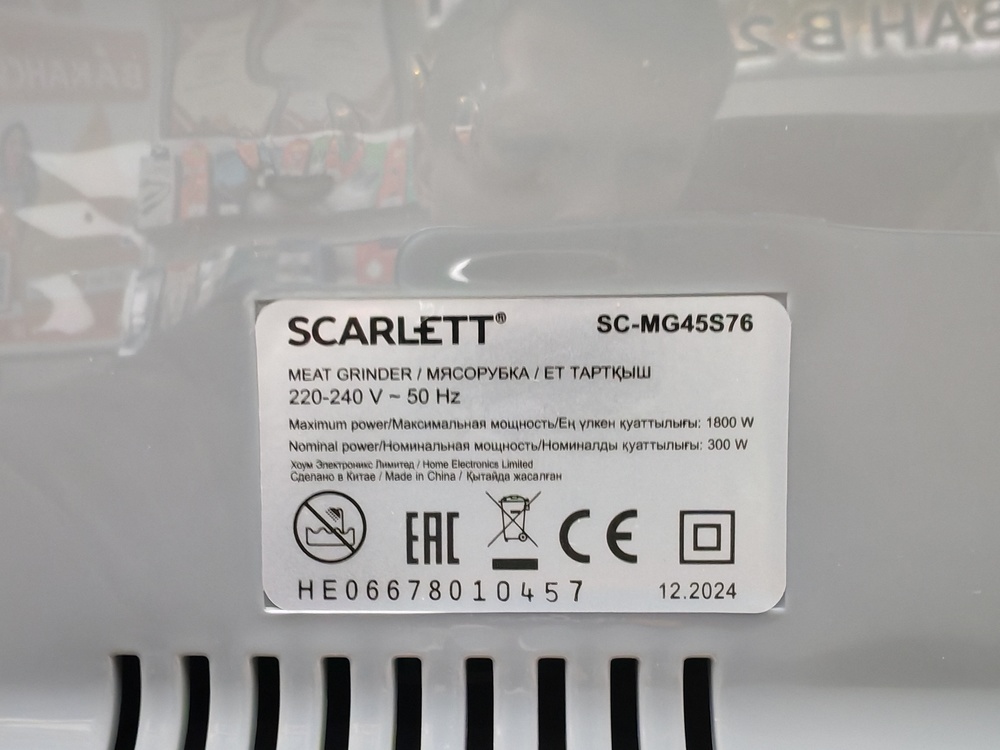 SCARLETT®
SC-MG45S76
MEAT GRINDER / МЯСОРУБКА / ЕТ ТАРТҚЫШ
220-240 V ~ 50 Hz
Maximum power/Максимальная мощность/Ең үлкен қуаттылығы: 1800 W
Nominal power/Номинальная мощность/Номиналды қуаттылығы: 300 W
Хоум Электроникс Лимитед / Home Electronics Limited
Сделано в Китае / Made in China / Қытайда жасалған
EAC
CE
HE06678010457
12.2024